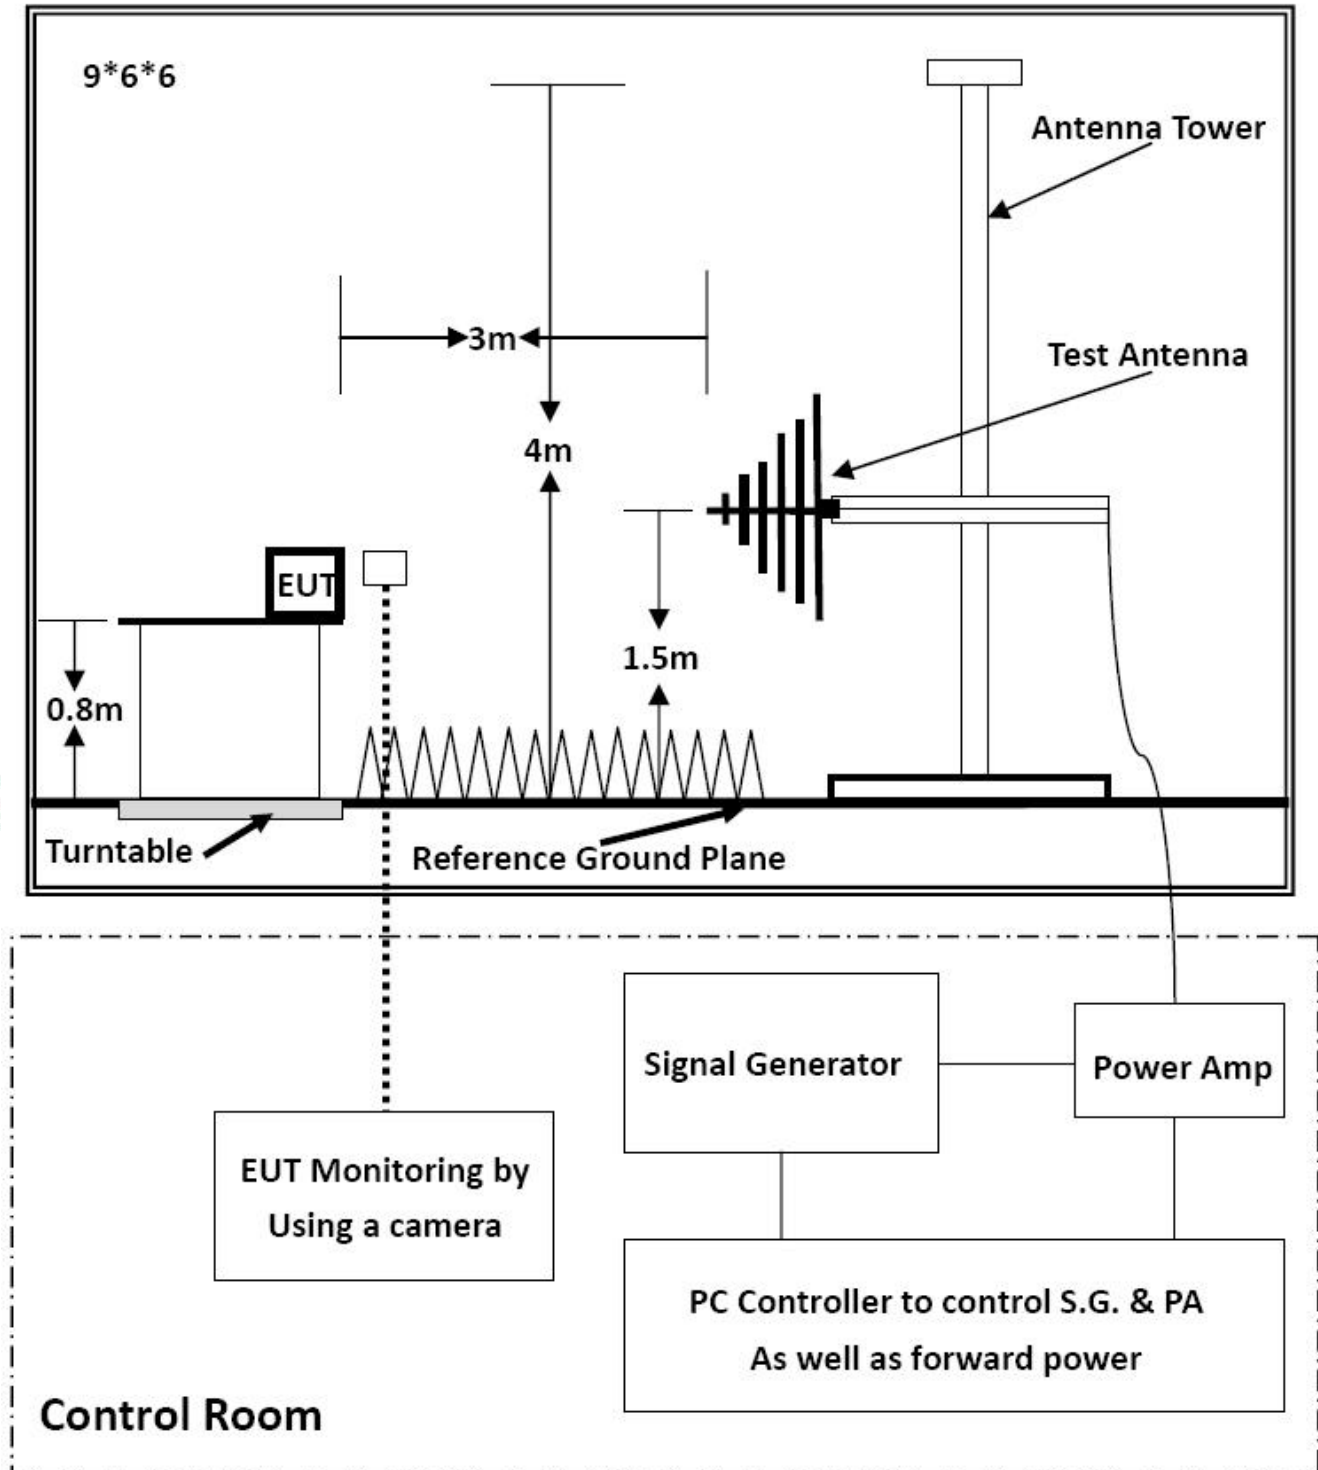 9*6*6
Antenna Tower
3m
Test Antenna
4m
EUT
1.5m
0.8m
Turntable
Reference Ground Plane
Signal Generator
Power Amp
EUT Monitoring by
Using a camera
PC Controller to control S.G. & PA
As well as forward power
Control Room